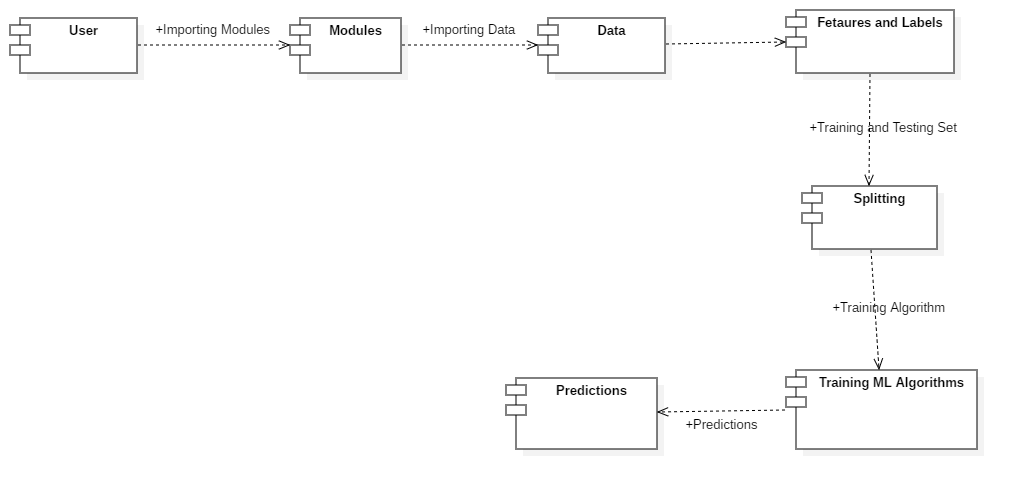 User
+Importing Modules
Modules
+Importing Data
Data
Fetaures and Labels
+Training and Testing Set
Splitting
+Training Algorithm
Training ML Algorithms
+Predictions
Predictions